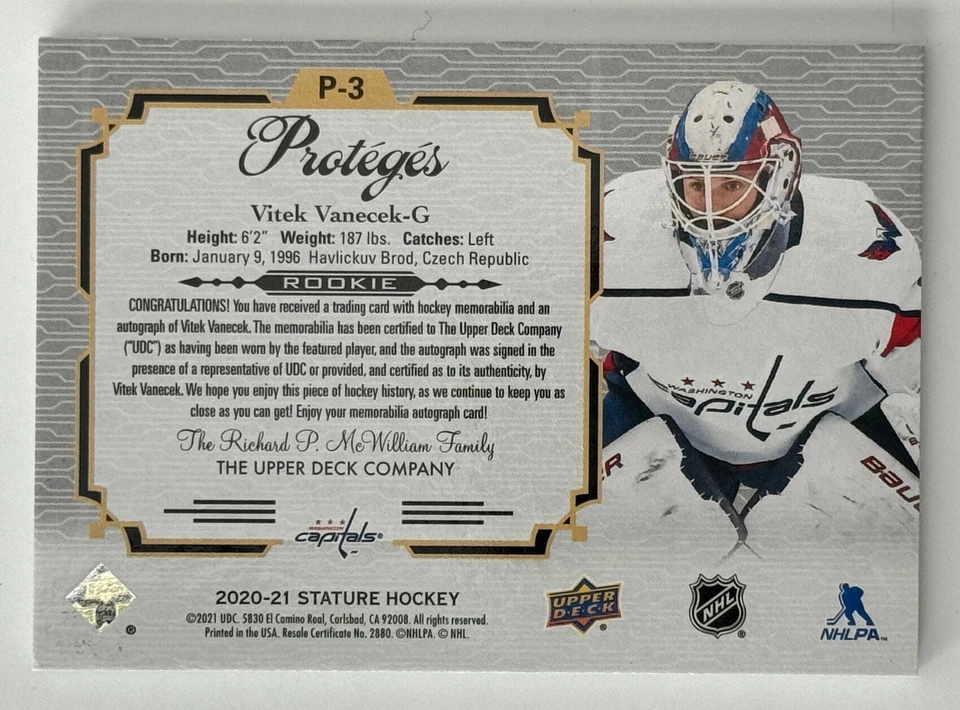 P-3
Protégés
Vitek Vanecek-G
Height: 6'2" Weight: 187 lbs. Catches: Left
Born: January 9, 1996 Havlickuv Brod, Czech Republic
ROOKIE
CONGRATULATIONS! You have received a trading card with hockey memorabilia and an
autograph of Vitek Vanecek. The memorabilia has been certified to The Upper Deck Company
("UDC") as having been worn by the featured player, and the autograph was signed in the
presence of a representative of UDC or provided, and certified as to its authenticity, by
Vitek Vanecek. We hope you enjoy this piece of hockey history, as we continue to keep you as
close as you can get! Enjoy your memorabilia autograph card!
The Richard P. McWilliam Family
THE UPPER DECK COMPANY
WASHINGTON
capitals
BAUER
capitals®
2020-21 STATURE HOCKEY
©2021 UDC. 5830 El Camino Real, Carlsbad, CA 92008. All rights reserved.
Printed in the USA. Resale Certificate No. 2880. ©NHLPA. © NHL.
®
UPPER
DECK®
NHL®
NHLPA™